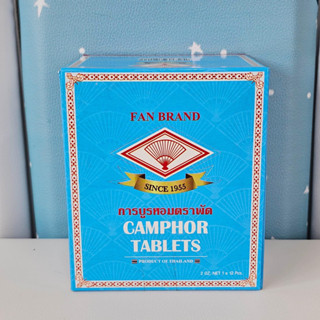 FAN BRAND
SINCE 1955
การบูรหอมตราพัด
CAMPHOR
TABLETS
PRODUCT OF THAILAND